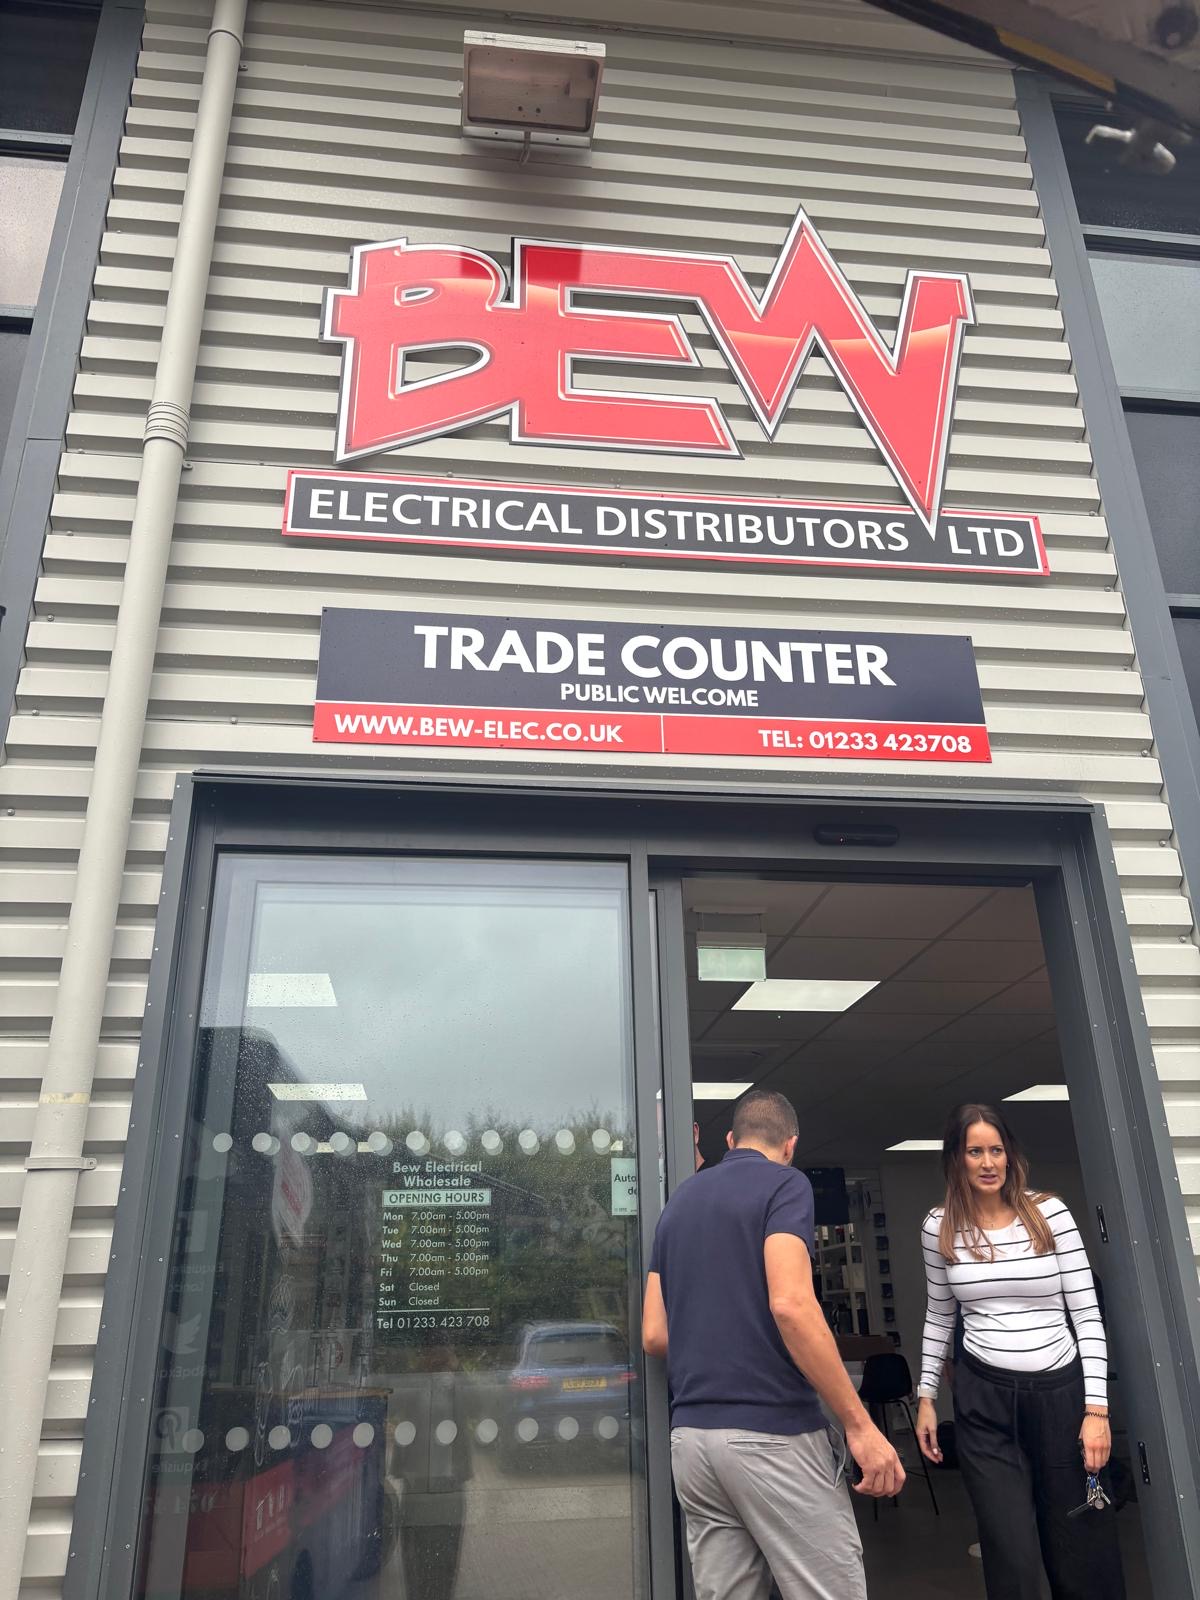 BEW
ELECTRICAL DISTRIBUTORS LTD
TRADE COUNTER
PUBLIC WELCOME
WWW.BEW-ELEC.CO.UK
TEL: 01233 423708
Bew Electrical
Wholesale
OPENING HOURS
Mon 7.00am - 5.00pm
Tue 7.00am - 5.00pm
Wed 7.00am - 5.00pm
Thu 7.00am - 5.00pm
Fri 7.00am - 5.00pm
Sat Closed
Sun Closed
Tel 01233 423 708